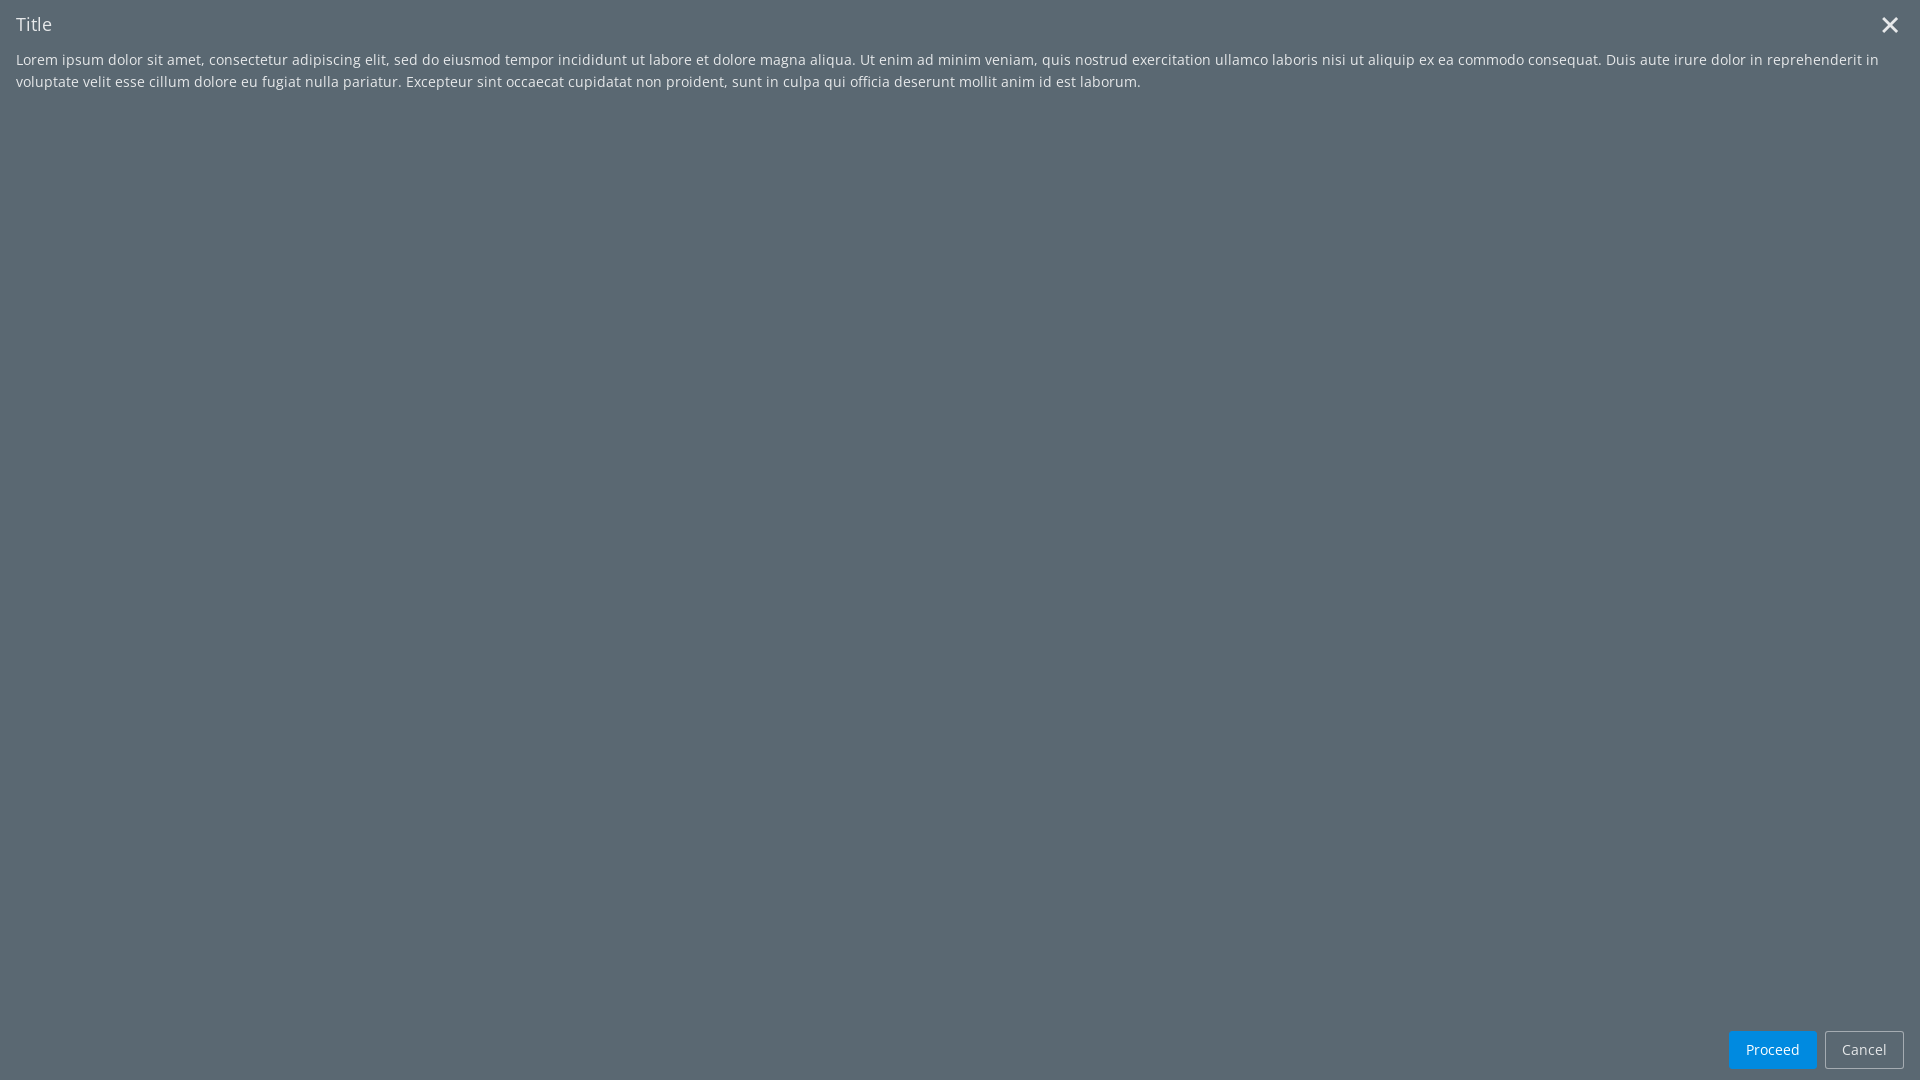 Title
Lorem ipsum dolor sit amet, consectetur adipiscing elit, sed do eiusmod tempor incididunt ut labore et dolore magna aliqua. Ut enim ad minim veniam, quis nostrud exercitation ullamco laboris nisi ut aliquip ex ea commodo consequat. Duis aute irure dolor in reprehenderit in
voluptate velit esse cillum dolore eu fugiat nulla pariatur. Excepteur sint occaecat cupidatat non proident, sunt in culpa qui officia deserunt mollit anim id est laborum.
Proceed
Cancel